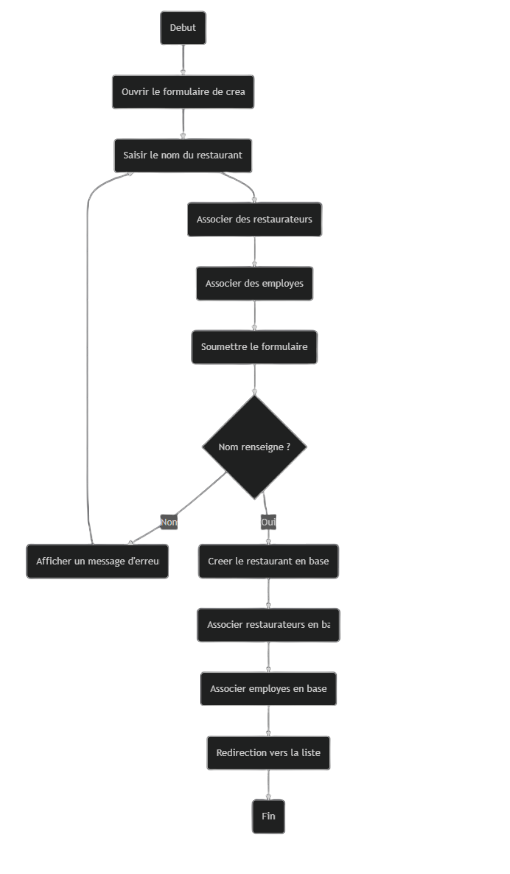 Debut
Ouvrir le formulaire de crea
Saisir le nom du restaurant
Associer des restaurateurs
Associer des employes
Soumettre le formulaire
Nom renseigne ?
Non
Oui
Afficher un message d'erreu
Creer le restaurant en base
Associer restaurateurs en ba
Associer employes en base
Redirection vers la liste
Fin